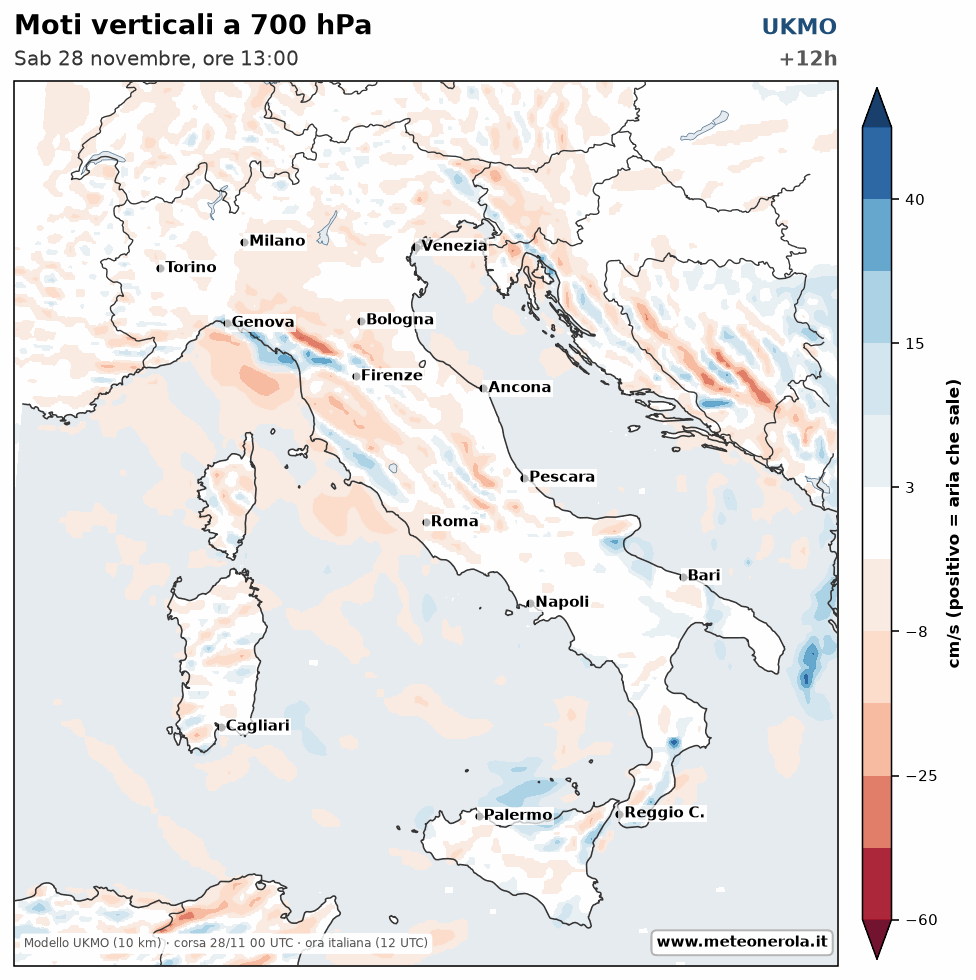 Moti verticali a 700 hPa
UKMO
Sab 28 novembre, ore 13:00
+12h
Milano
Venezia
Torino
Genova
Bologna
Firenze
Ancona
Pescara
Roma
Bari
Napoli
Cagliari
Palermo
Reggio C.
40
15
3
−8
−25
−60
cm/s (positivo = aria che sale)
Modello UKMO (10 km) · corsa 28/11 00 UTC · ora italiana (12 UTC)
www.meteonerola.it